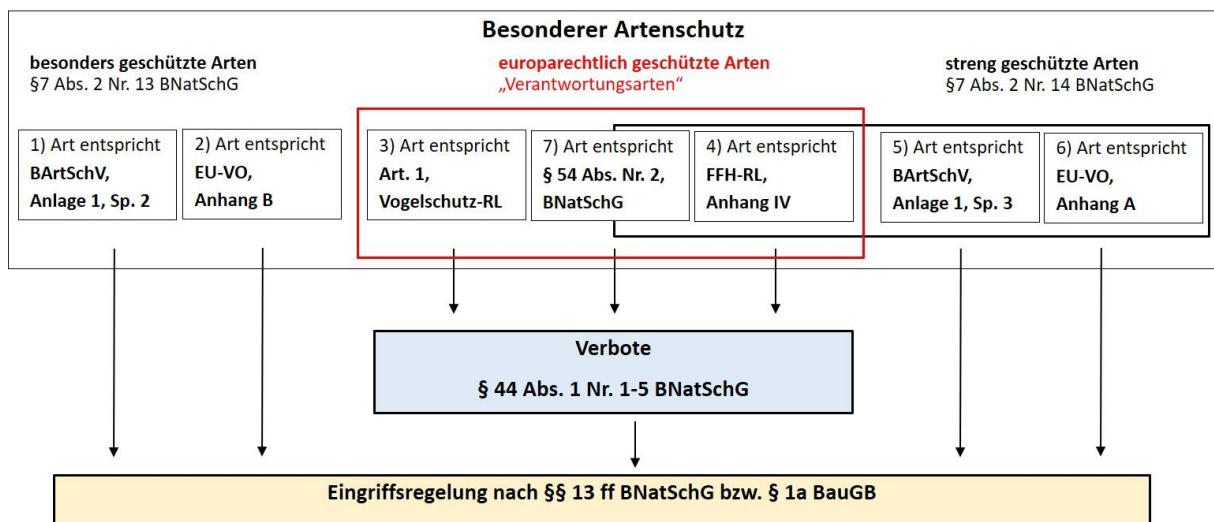 Besonderer Artenschutz
besonders geschützte Arten
§7 Abs. 2 Nr. 13 BNatSchG
europarechtlich geschützte Arten
„Verantwortungsarten“
streng geschützte Arten
§7 Abs. 2 Nr. 14 BNatSchG
1) Art entspricht
BArtSchV,
Anlage 1, Sp. 2
2) Art entspricht
EU-VO,
Anhang B
3) Art entspricht
Art. 1,
Vogelschutz-RL
7) Art entspricht
§ 54 Abs. Nr. 2,
BNatSchG
4) Art entspricht
FFH-RL,
Anhang IV
5) Art entspricht
BArtSchV,
Anlage 1, Sp. 3
6) Art entspricht
EU-VO,
Anhang A
Verbote
§ 44 Abs. 1 Nr. 1-5 BNatSchG
Eingriffsregelung nach §§ 13 ff BNatSchG bzw. § 1a BauGB